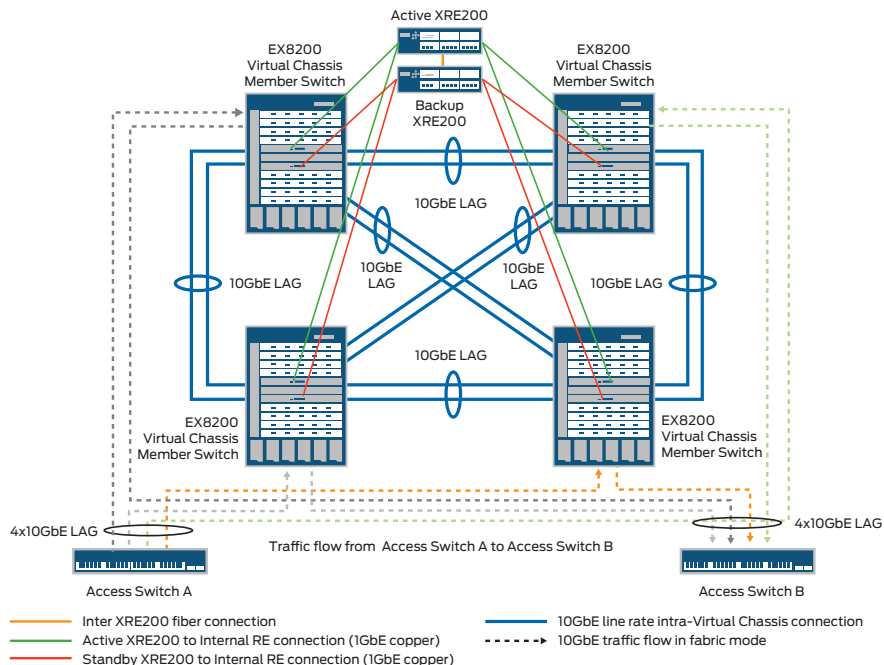 Active XRE200
EX8200
Virtual Chassis
Member Switch
EX8200
Virtual Chassis
Member Switch
Backup
XRE200
10GbE LAG
10GbE LAG
10GbE
LAG
10GbE
LAG
10GbE LAG
10GbE LAG
EX8200
Virtual Chassis
Member Switch
EX8200
Virtual Chassis
Member Switch
4x10GbE LAG
4x10GbE LAG
Traffic flow from Access Switch A to Access Switch B
Access Switch A
Access Switch B
Inter XRE200 fiber connection
Active XRE200 to Internal RE connection (1GbE copper)
Standby XRE200 to Internal RE connection (1GbE copper)
10GbE line rate intra-Virtual Chassis connection
10GbE traffic flow in fabric mode